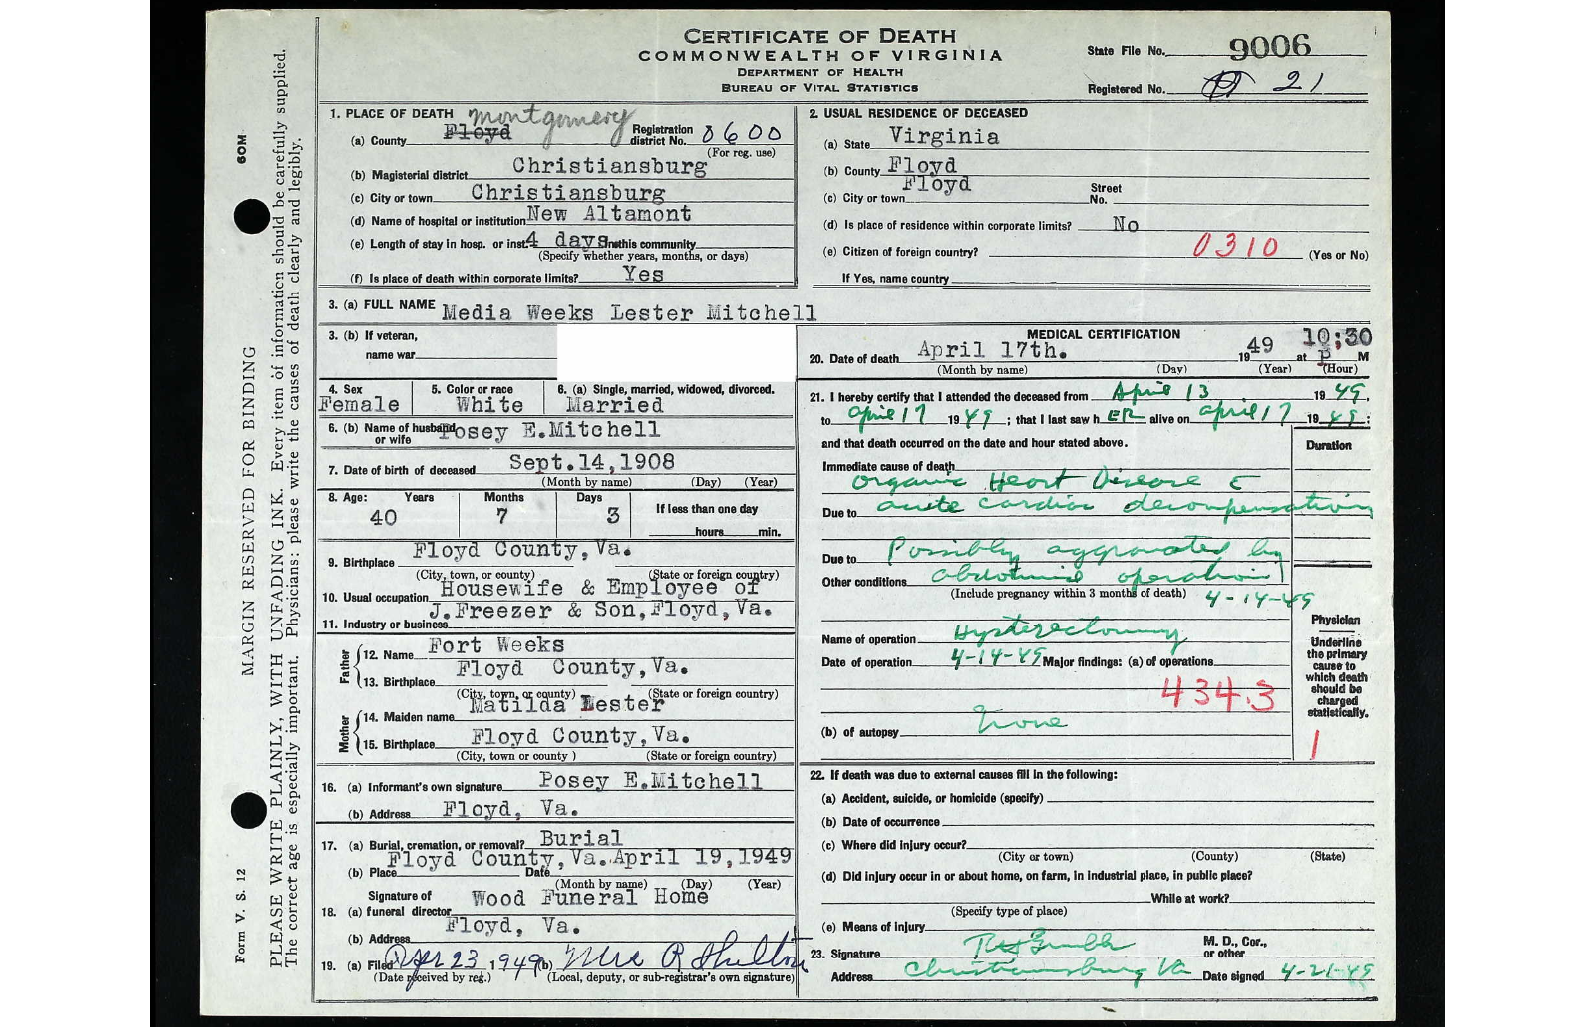 CERTIFICATE OF DEATH
COMMONWEALTH OF VIRGINIA
DEPARTMENT OF HEALTH
BUREAU OF VITAL STATISTICS
State File No. 9006
Registered No. 21
60M
MARGIN RESERVED FOR BINDING
Form V. S. 12
PLEASE WRITE PLAINLY, WITH UNFADING INK. Every item of information should be carefully supplied.
The correct age is especially important. Physicians: please write the causes of death clearly and legibly.
1. PLACE OF DEATH Montgomery
(a) County Floyd Registration district No. 8600
(For reg. use)
(b) Magisterial district Christiansburg
(c) City or town Christiansburg
(d) Name of hospital or institution New Altamont
(e) Length of stay in hosp. or inst. 4 days In this community
(Specify whether years, months, or days)
(f) Is place of death within corporate limits? Yes
2. USUAL RESIDENCE OF DECEASED
(a) State Virginia
(b) County Floyd
(c) City or town Floyd Street No.
(d) Is place of residence within corporate limits? No
(e) Citizen of foreign country? 0310 (Yes or No)
If Yes, name country
3. (a) FULL NAME Media Weeks Lester Mitchell
3. (b) If veteran,
name war
4. Sex Female
5. Color or race White
6. (a) Single, married, widowed, divorced. Married
6. (b) Name of husband or wife Posey E.Mitchell
7. Date of birth of deceased Sept.14,1908
(Month by name) (Day) (Year)
8. Age: Years Months Days If less than one day
40 7 3 hours min.
9. Birthplace Floyd County,Va.
(City, town, or county) (State or foreign country)
10. Usual occupation Housewife & Employee of
J.Freezer & Son,Floyd,Va.
11. Industry or business
Father
12. Name Fort Weeks
13. Birthplace Floyd County,Va.
(City, town, or county) (State or foreign country)
Mother
14. Maiden name Matilda Lester
15. Birthplace Floyd County,Va.
(City, town or county) (State or foreign country)
16. (a) Informant's own signature Posey E.Mitchell
(b) Address Floyd, Va.
17. (a) Burial, cremation, or removal? Burial
(b) Place Floyd County,Va. Date April 19,1949
(Month by name) (Day) (Year)
18. (a) Signature of funeral director Wood Funeral Home
(b) Address Floyd, Va.
19. (a) Filed Apr 23, 1949 (b) Mrs R Shelton
(Date received by reg.) (Local, deputy, or sub-registrar's own signature)
MEDICAL CERTIFICATION
20. Date of death April 17th. 1949 at 10:30 P M
(Month by name) (Day) (Year) (Hour)
21. I hereby certify that I attended the deceased from April 13 1949,
to April 17 1949; that I last saw her alive on April 17 1949;
and that death occurred on the date and hour stated above.
Duration
Immediate cause of death
organic Heart Disease c
Due to acute cardiac decompensation
Due to Possibly aggravated by
Other conditions abdominal operation
(Include pregnancy within 3 months of death) 4-14-49
Name of operation Hysterectomy
Date of operation 4-14-49 Major findings: (a) of operations
434.3
(b) of autopsy None
Physician
Underline the primary cause to which death should be charged statistically.
1
22. If death was due to external causes fill in the following:
(a) Accident, suicide, or homicide (specify)
(b) Date of occurrence
(c) Where did injury occur?
(City or town) (County) (State)
(d) Did injury occur in or about home, on farm, in industrial place, in public place?
While at work?
(Specify type of place)
(e) Means of injury
23. Signature M. D., Cor., or other
Address Christiansburg Va Date signed 4-21-49